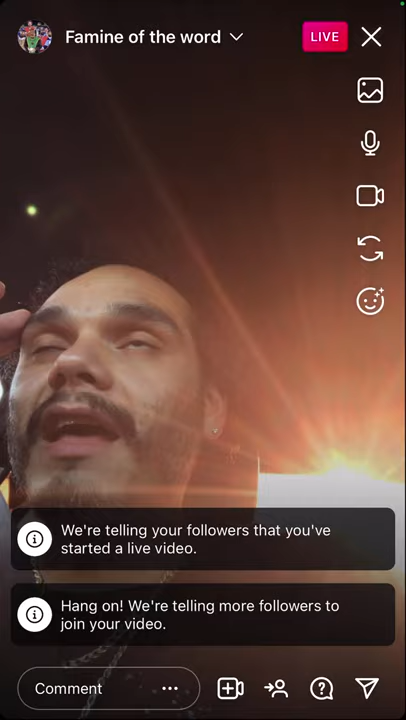 Famine of the word
LIVE
We're telling your followers that you've
started a live video.
Hang on! We're telling more followers to
join your video.
Comment